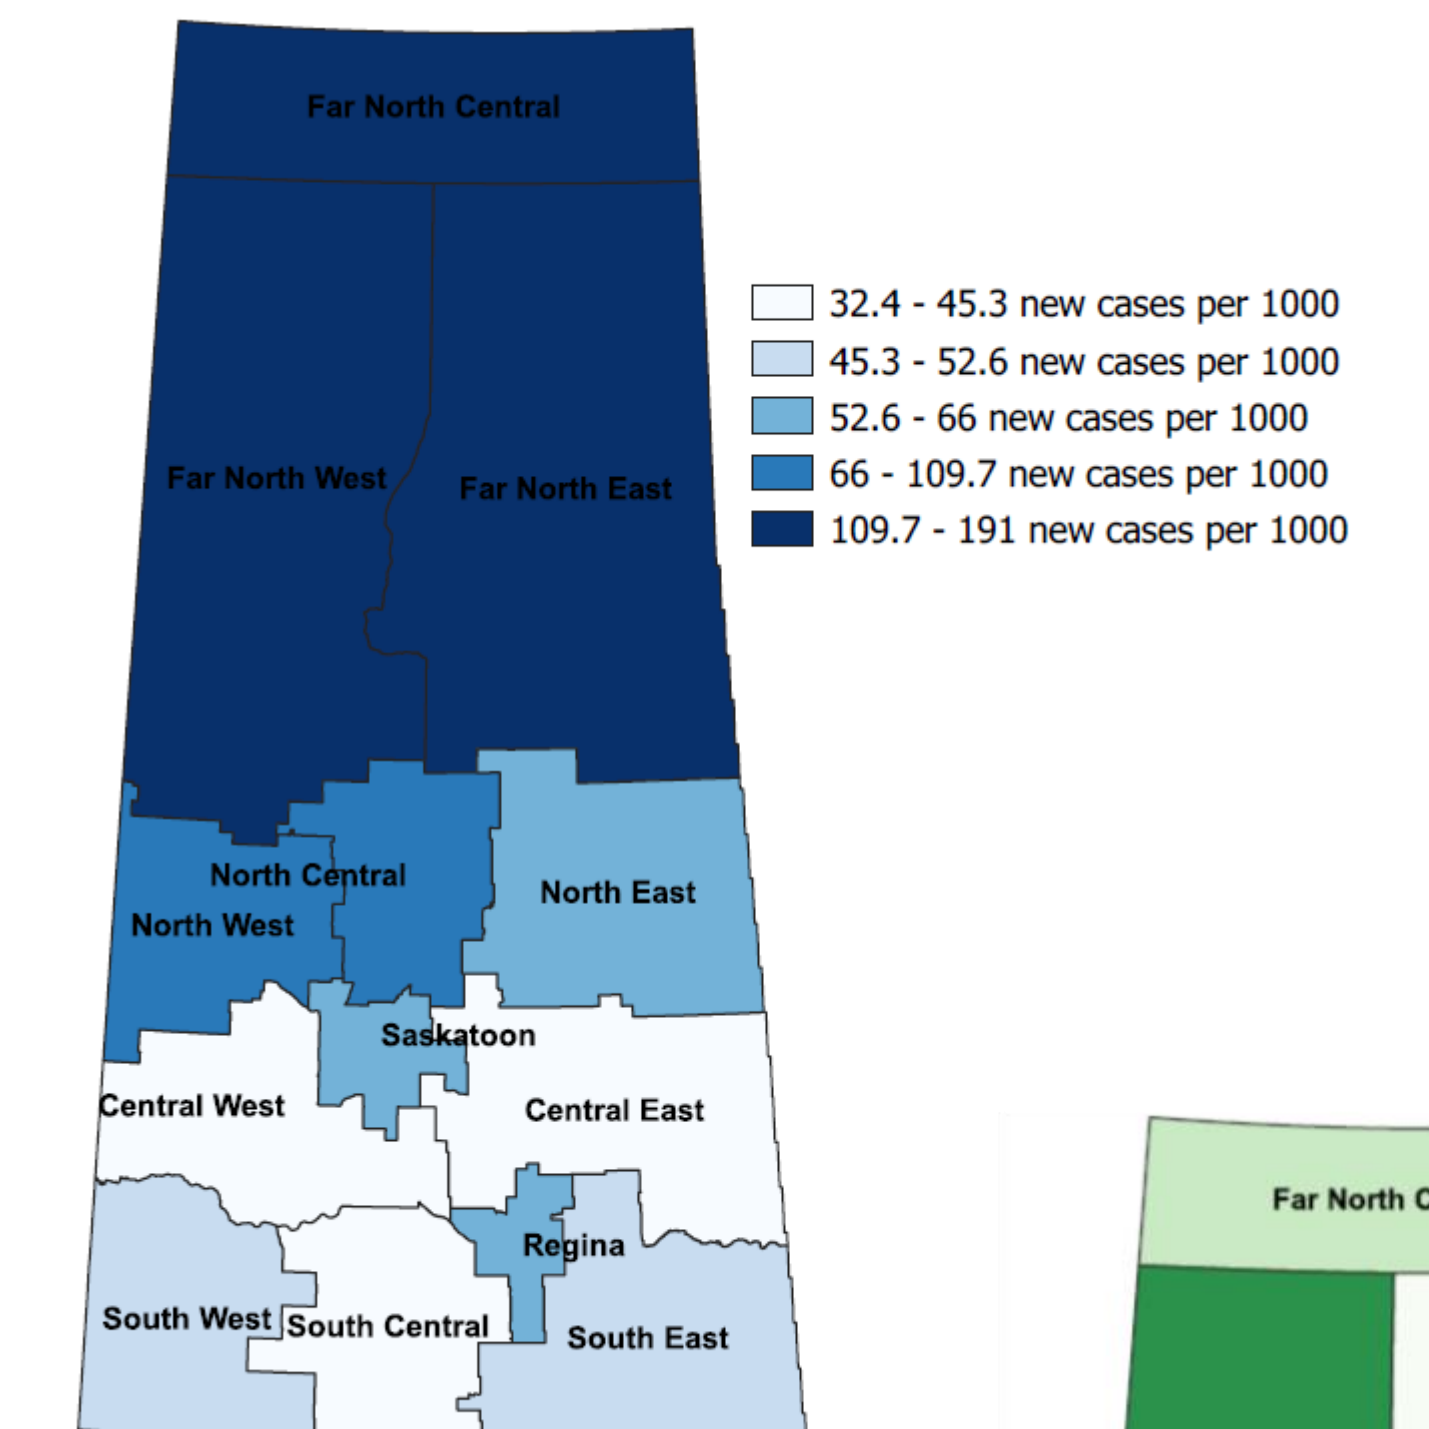 Far North Central
32.4 - 45.3 new cases per 1000
45.3 - 52.6 new cases per 1000
52.6 - 66 new cases per 1000
66 - 109.7 new cases per 1000
109.7 - 191 new cases per 1000
Far North West
Far North East
North Central
North East
North West
Saskatoon
Central West
Central East
Far North C
Regina
South West
South Central
South East